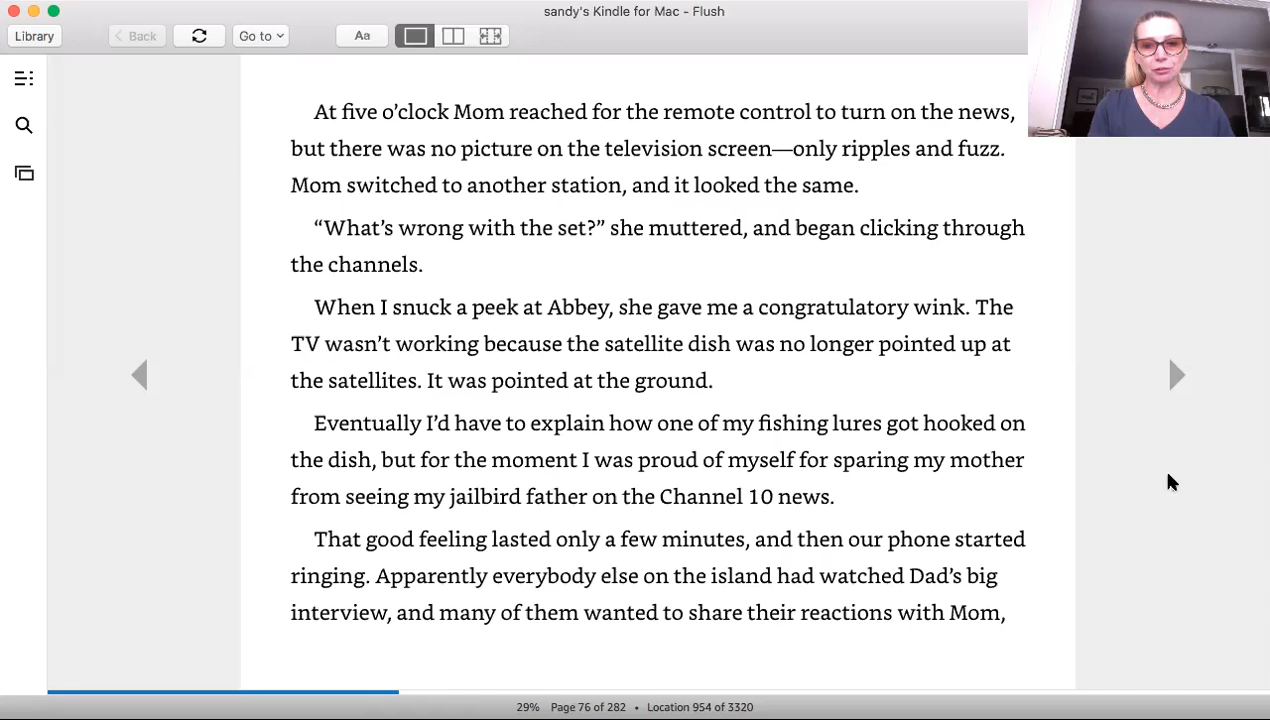 sandy's Kindle for Mac - Flush
Library
Back
Go to
Aa
At five o’clock Mom reached for the remote control to turn on the news,
but there was no picture on the television screen—only ripples and fuzz.
Mom switched to another station, and it looked the same.
“What’s wrong with the set?” she muttered, and began clicking through
the channels.
When I snuck a peek at Abbey, she gave me a congratulatory wink. The
TV wasn’t working because the satellite dish was no longer pointed up at
the satellites. It was pointed at the ground.
Eventually I’d have to explain how one of my fishing lures got hooked on
the dish, but for the moment I was proud of myself for sparing my mother
from seeing my jailbird father on the Channel 10 news.
That good feeling lasted only a few minutes, and then our phone started
ringing. Apparently everybody else on the island had watched Dad’s big
interview, and many of them wanted to share their reactions with Mom,
29% Page 76 of 282 • Location 954 of 3320